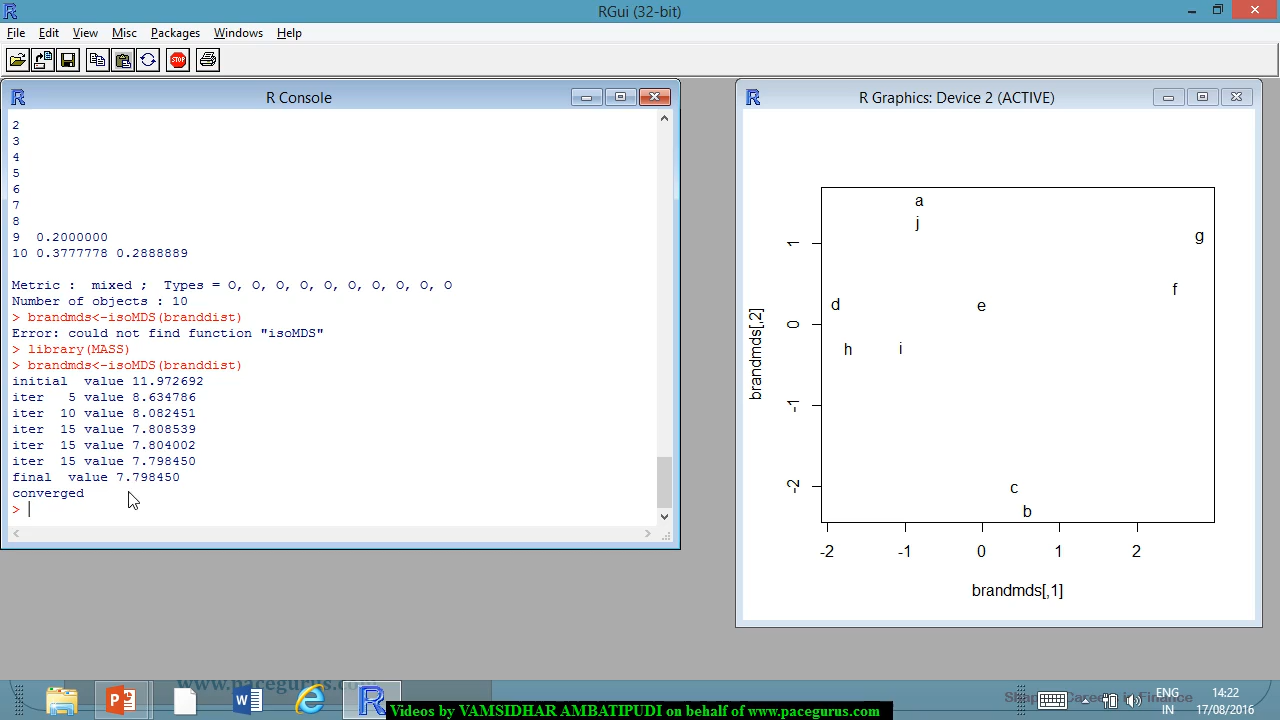 RGui (32-bit)
File Edit View Misc Packages Windows Help
STOP
R Console
2
3
4
5
6
7
8
9 0.2000000
10 0.3777778 0.2888889
Metric : mixed ; Types = O, O, O, O, O, O, O, O, O, O
Number of objects : 10
> brandmds<-isoMDS(branddist)
Error: could not find function "isoMDS"
> library(MASS)
> brandmds<-isoMDS(branddist)
initial value 11.972692
iter 5 value 8.634786
iter 10 value 8.082451
iter 15 value 7.808539
iter 15 value 7.804002
iter 15 value 7.798450
final value 7.798450
converged
>
R Graphics: Device 2 (ACTIVE)
a
j
g
f
d
e
h
i
c
b
1
0
-1
-2
brandmds[,2]
-2 -1 0 1 2
brandmds[,1]
www.pacegurus.com
Videos by VAMSIDHAR AMBATIPUDI on behalf of www.pacegurus.com
ENG
IN
14:22
17/08/2016